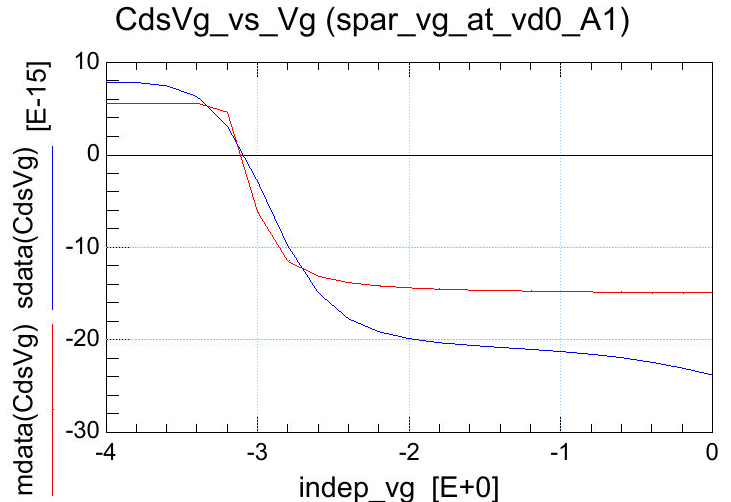 CdsVg_vs_Vg (spar_vg_at_vd0_A1)
mdata(CdsVg) sdata(CdsVg) [E-15]
10
0
-10
-20
-30
-4 -3 -2 -1 0
indep_vg [E+0]